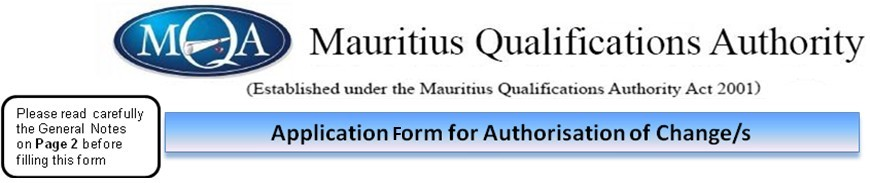 MQA
Mauritius Qualifications Authority
(Established under the Mauritius Qualifications Authority Act 2001)
Please read carefully
the General Notes
on Page 2 before
filling this form
Application Form for Authorisation of Change/s